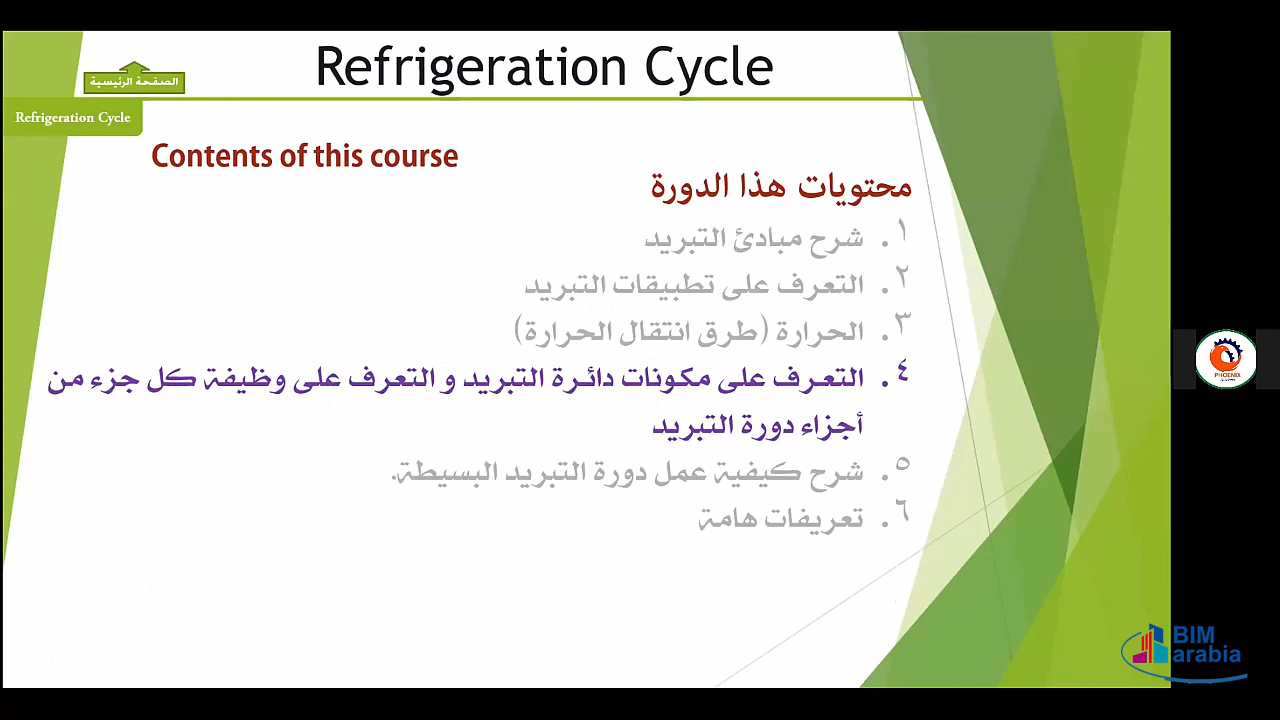 Refrigeration Cycle
الصفحة الرئيسية
Refrigeration Cycle
Contents of this course
محتويات هذا الدورة
١. شرح مبادئ التبريد
٢. التعرف على تطبيقات التبريد
٣. الحرارة (طرق انتقال الحرارة)
٤. التعرف على مكونات دائرة التبريد و التعرف على وظيفة كل جزء من
أجزاء دورة التبريد
٥. شرح كيفية عمل دورة التبريد البسيطة.
٦. تعريفات هامة
PHOENIX
BIM
arabia